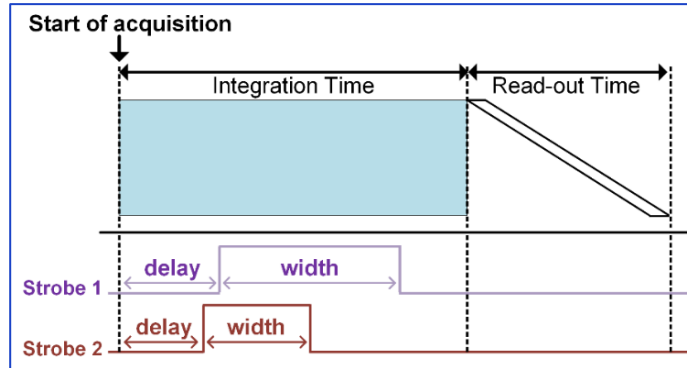 Start of acquisition
Integration Time
Read-out Time
delay
width
Strobe 1
delay
width
Strobe 2